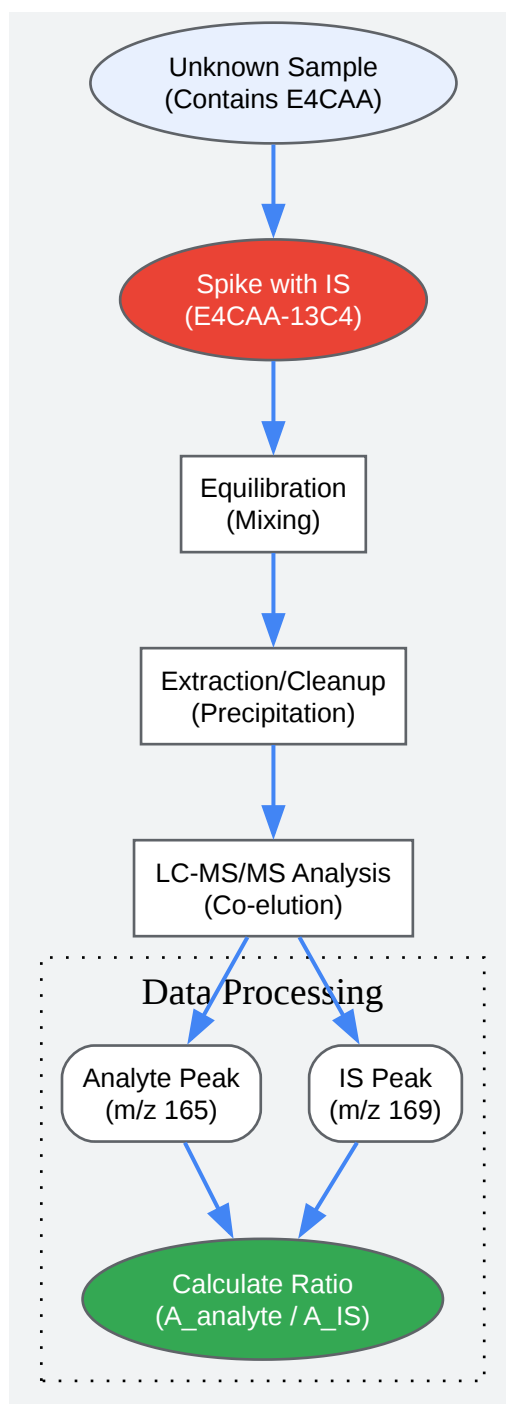 Unknown Sample
(Contains E4CAA)
Spike with IS
(E4CAA-13C4)
Equilibration
(Mixing)
Extraction/Cleanup
(Precipitation)
LC-MS/MS Analysis
(Co-elution)
Data Processing
Analyte Peak
(m/z 165)
IS Peak
(m/z 169)
Calculate Ratio
(A_analyte / A_IS)